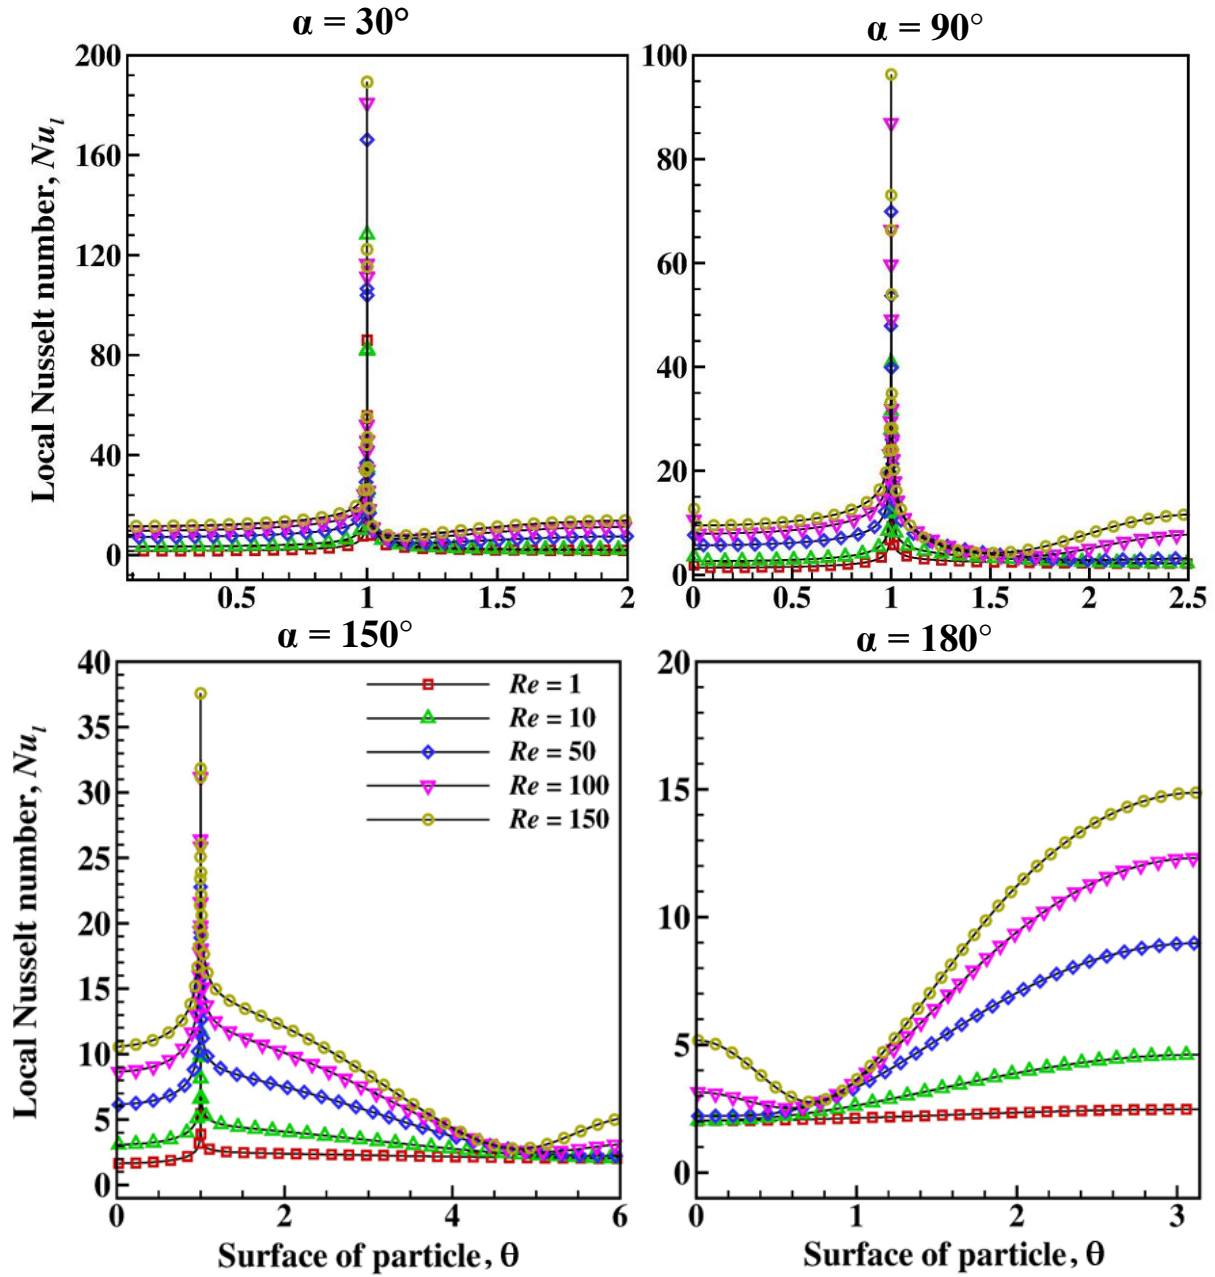 α = 30°
200
160
120
80
40
0
0.5 1 1.5 2
Local Nusselt number, Nuₗ
α = 90°
100
80
60
40
20
0
0 0.5 1 1.5 2 2.5
α = 150°
40
35
30
25
20
15
10
5
0
0 2 4 6
Local Nusselt number, Nuₗ
Surface of particle, θ
Re = 1
Re = 10
Re = 50
Re = 100
Re = 150
α = 180°
20
15
10
5
0
0 1 2 3
Surface of particle, θ